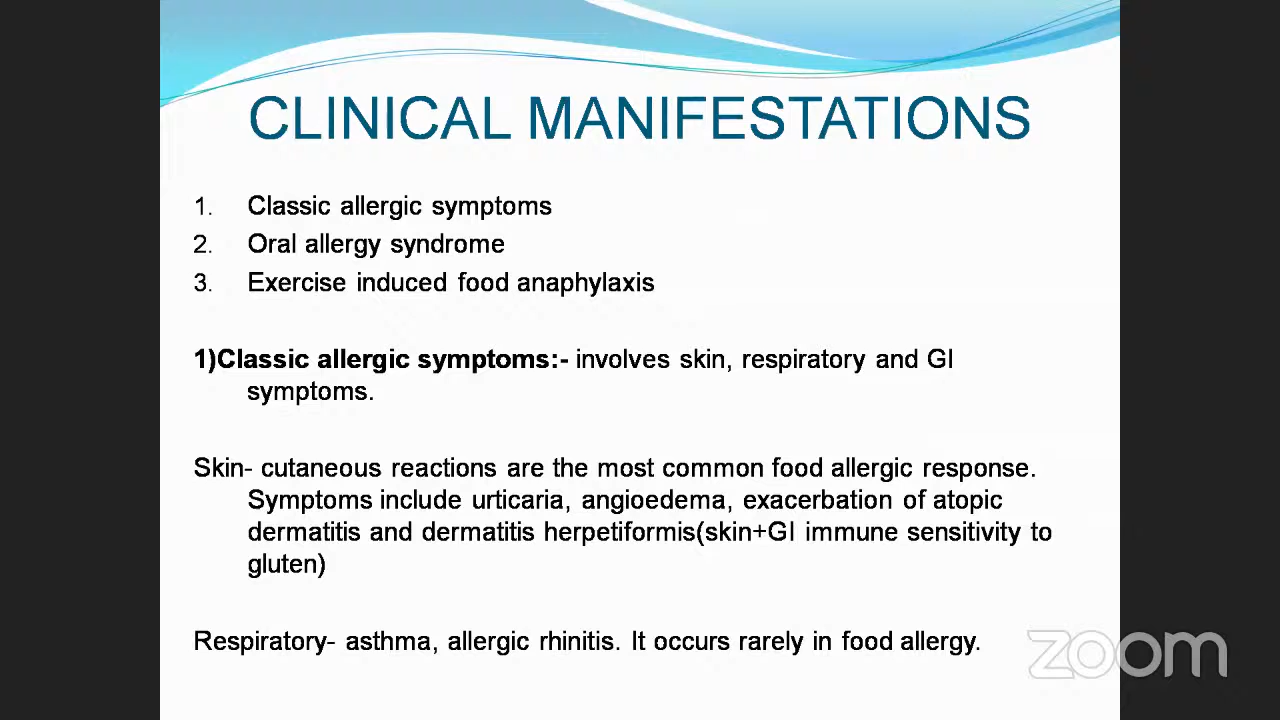 CLINICAL MANIFESTATIONS
1. Classic allergic symptoms
2. Oral allergy syndrome
3. Exercise induced food anaphylaxis
1)Classic allergic symptoms:- involves skin, respiratory and GI
symptoms.
Skin- cutaneous reactions are the most common food allergic response.
Symptoms include urticaria, angioedema, exacerbation of atopic
dermatitis and dermatitis herpetiformis(skin+GI immune sensitivity to
gluten)
Respiratory- asthma, allergic rhinitis. It occurs rarely in food allergy.
zoom